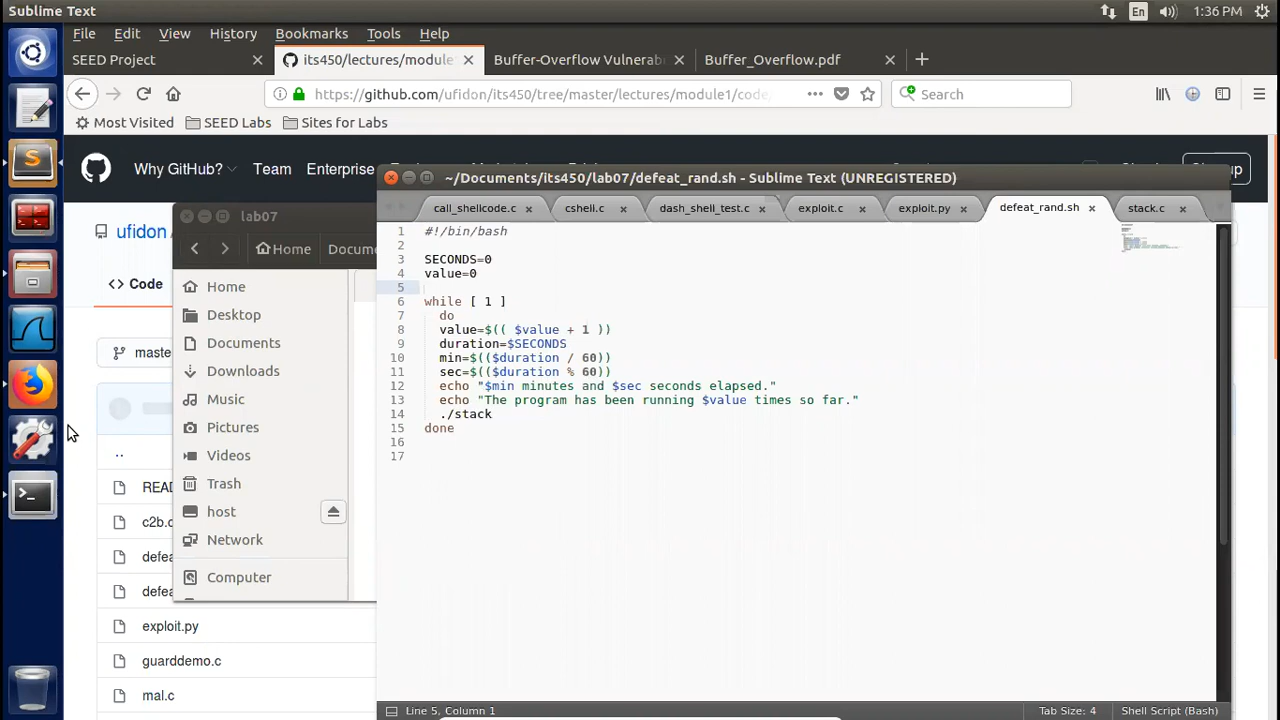 Sublime Text
En
1:36 PM
File Edit View History Bookmarks Tools Help
SEED Project
its450/lectures/module
Buffer-Overflow Vulnerab
Buffer_Overflow.pdf
https://github.com/ufidon/its450/tree/master/lectures/module1/code
Search
Most Visited
SEED Labs
Sites for Labs
Why GitHub?
Team
Enterprise
~/Documents/its450/lab07/defeat_rand.sh - Sublime Text (UNREGISTERED)
call_shellcode.c
cshell.c
dash_shell_test.c
exploit.c
exploit.py
defeat_rand.sh
stack.c
ufidon
lab07
Home
Docume
<> Code
master
..
READ
c2b.c
defea
defea
exploit.py
guarddemo.c
mal.c
Home
Desktop
Documents
Downloads
Music
Pictures
Videos
Trash
host
Network
Computer
1 #!/bin/bash
2
3 SECONDS=0
4 value=0
5
6 while [ 1 ]
7 do
8 value=$(( $value + 1 ))
9 duration=$SECONDS
10 min=$(($duration / 60))
11 sec=$(($duration % 60))
12 echo "$min minutes and $sec seconds elapsed."
13 echo "The program has been running $value times so far."
14 ./stack
15 done
16
17
Line 5, Column 1
Tab Size: 4
Shell Script (Bash)